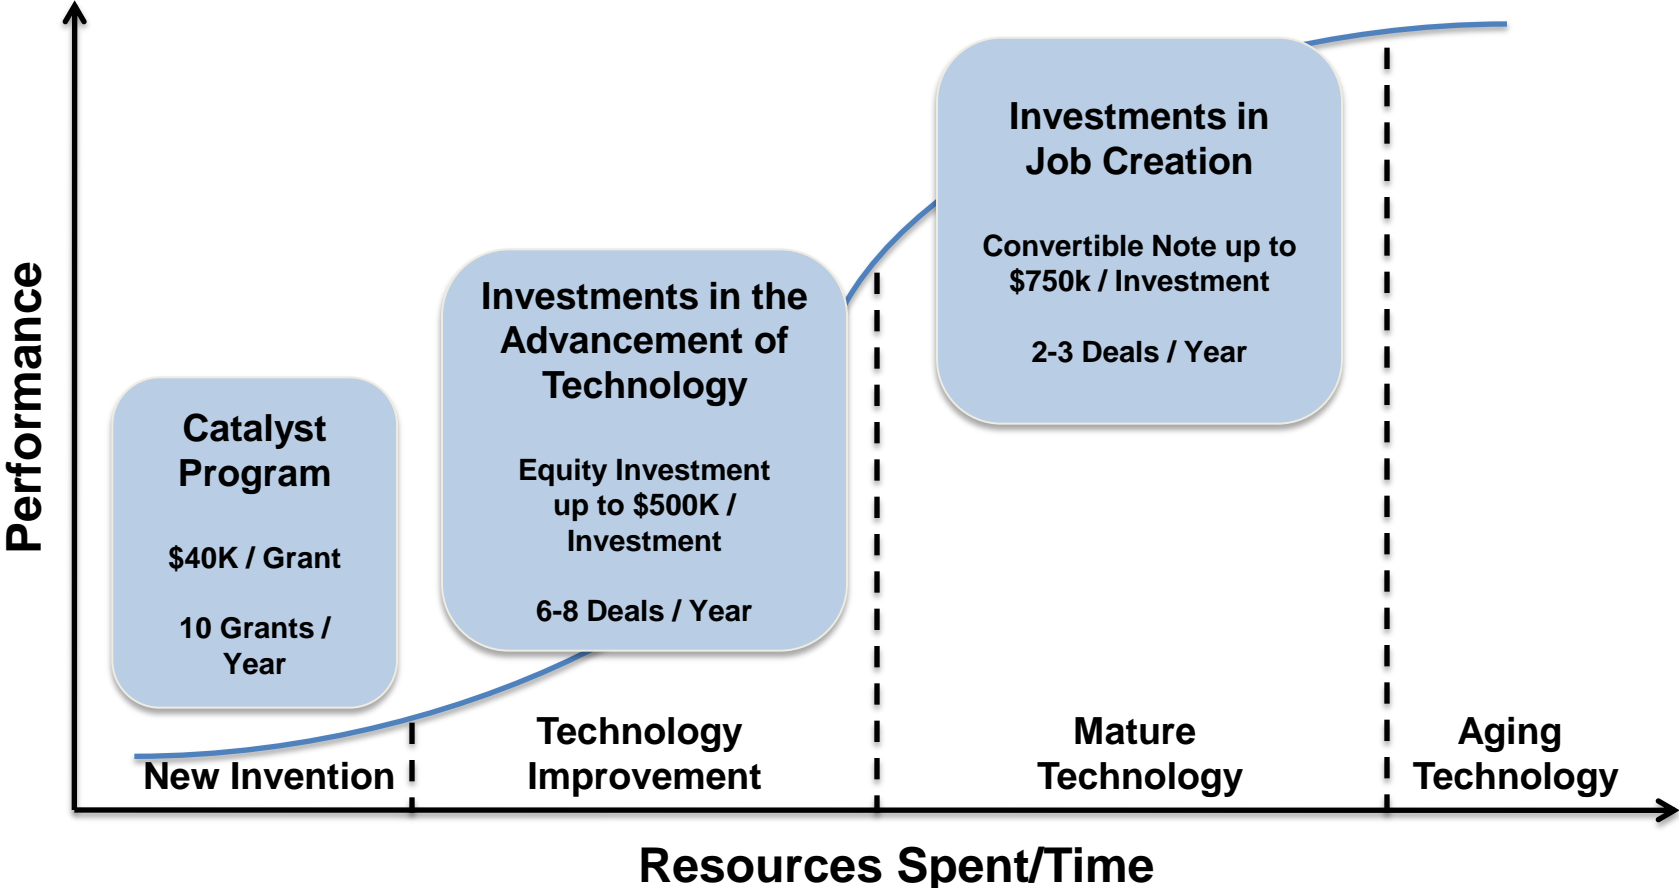 Performance
Catalyst
Program
$40K / Grant
10 Grants /
Year
Investments in the
Advancement of
Technology
Equity Investment
up to $500K /
Investment
6-8 Deals / Year
Investments in
Job Creation
Convertible Note up to
$750k / Investment
2-3 Deals / Year
New Invention
Technology
Improvement
Mature
Technology
Aging
Technology
Resources Spent/Time